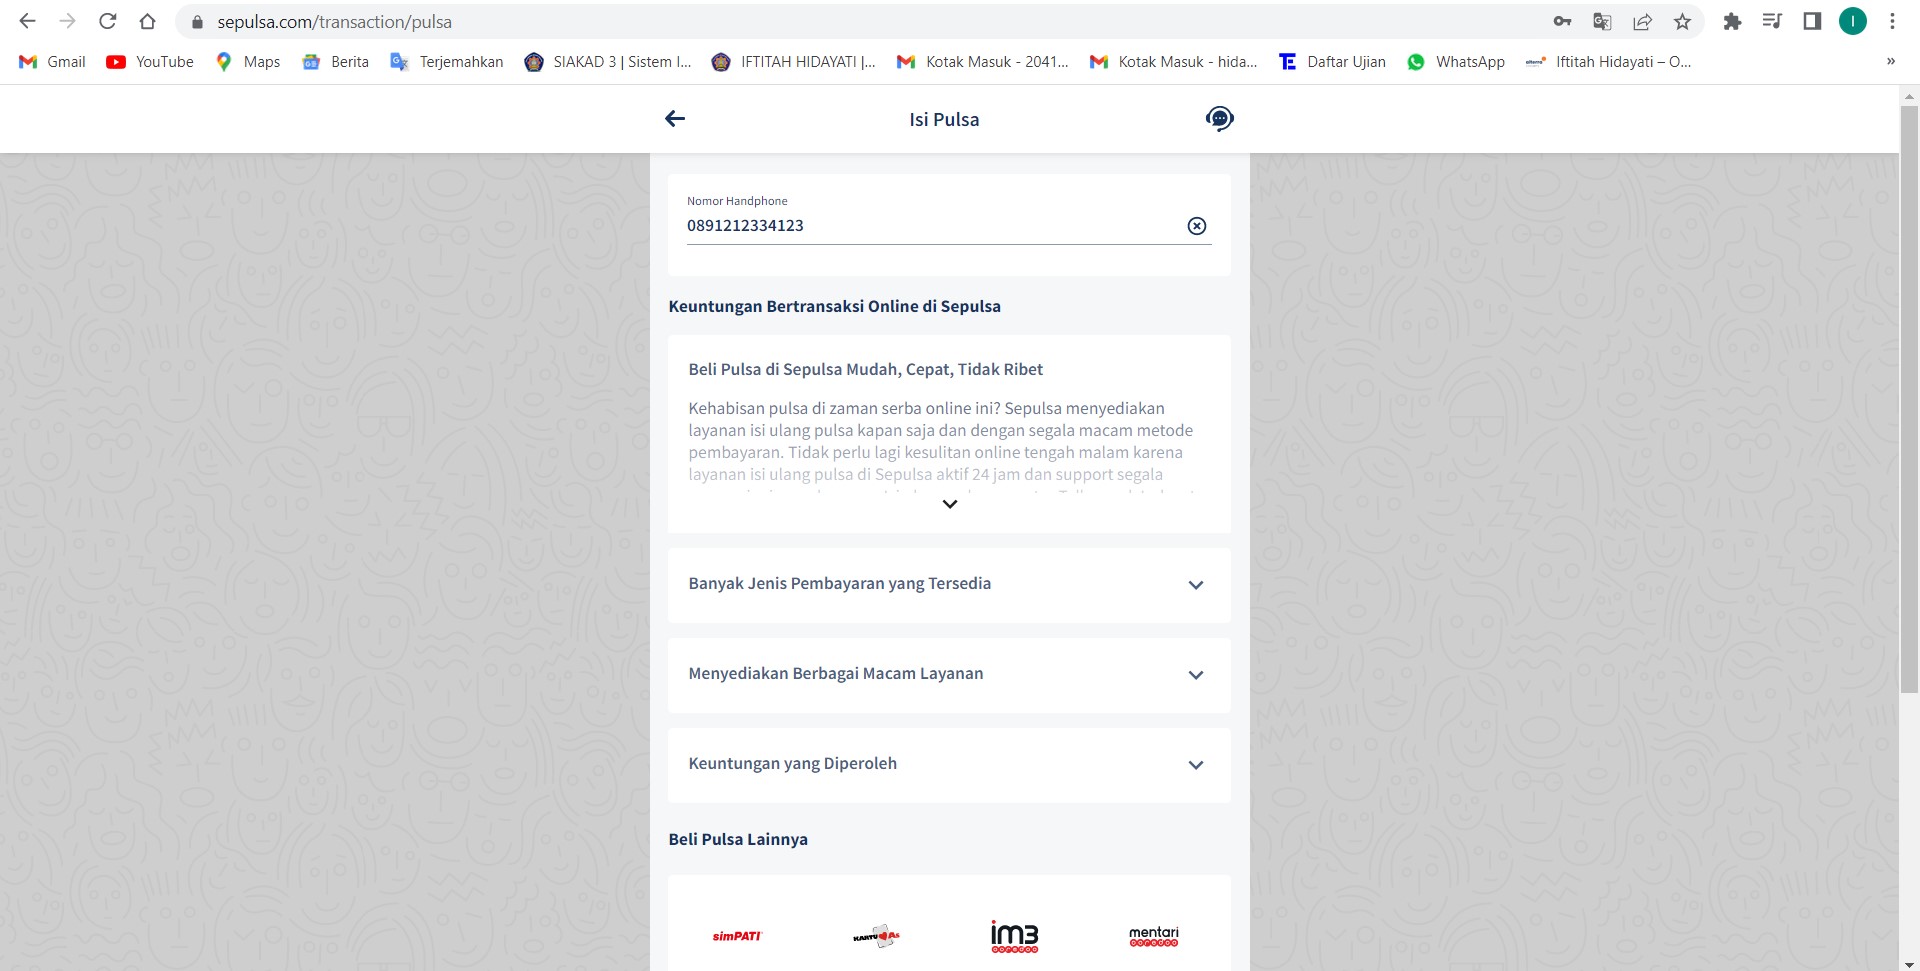 sepulsa.com/transaction/pulsa
I
Gmail
YouTube
Maps
Berita
Terjemahkan
SIAKAD 3 | Sistem I...
IFTITAH HIDAYATI |...
Kotak Masuk - 2041...
Kotak Masuk - hida...
Daftar Ujian
WhatsApp
Iftitah Hidayati – O...
»
Isi Pulsa
Nomor Handphone
0891212334123
Keuntungan Bertransaksi Online di Sepulsa
Beli Pulsa di Sepulsa Mudah, Cepat, Tidak Ribet
Kehabisan pulsa di zaman serba online ini? Sepulsa menyediakan
layanan isi ulang pulsa kapan saja dan dengan segala macam metode
pembayaran. Tidak perlu lagi kesulitan online tengah malam karena
layanan isi ulang pulsa di Sepulsa aktif 24 jam dan support segala
Banyak Jenis Pembayaran yang Tersedia
Menyediakan Berbagai Macam Layanan
Keuntungan yang Diperoleh
Beli Pulsa Lainnya
simPATI
KARTU As
im3
ooredoo
mentari
ooredoo